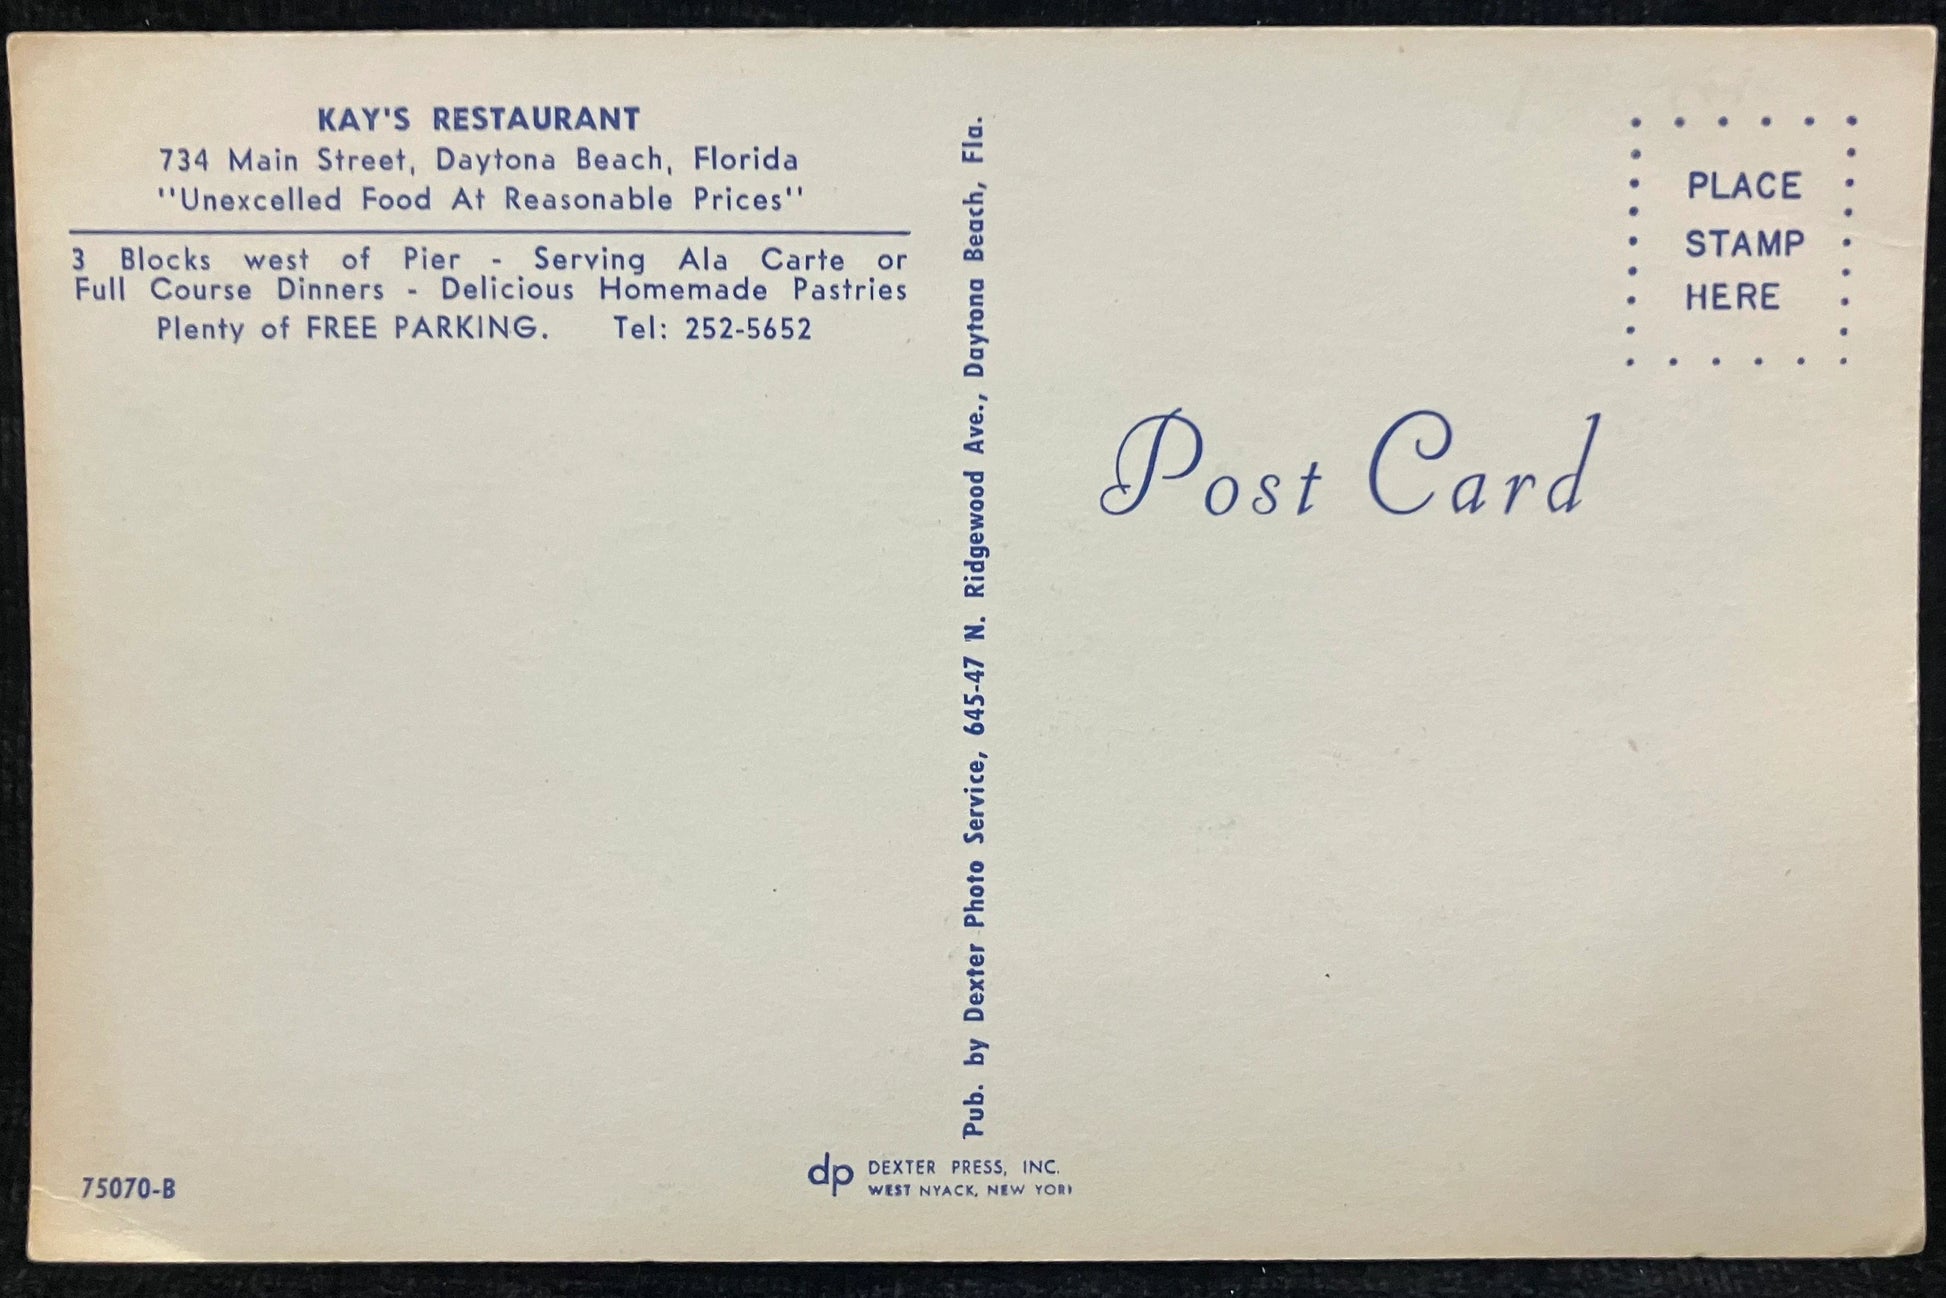 KAY'S RESTAURANT
734 Main Street, Daytona Beach, Florida
"Unexcelled Food At Reasonable Prices"
3 Blocks west of Pier - Serving Ala Carte or
Full Course Dinners - Delicious Homemade Pastries
Plenty of FREE PARKING. Tel: 252-5652
75070-B
Pub. by Dexter Photo Service, 645-47 N. Ridgewood Ave., Daytona Beach, Fla.
dp DEXTER PRESS, INC.
WEST NYACK, NEW YORK
PLACE
STAMP
HERE
Post Card